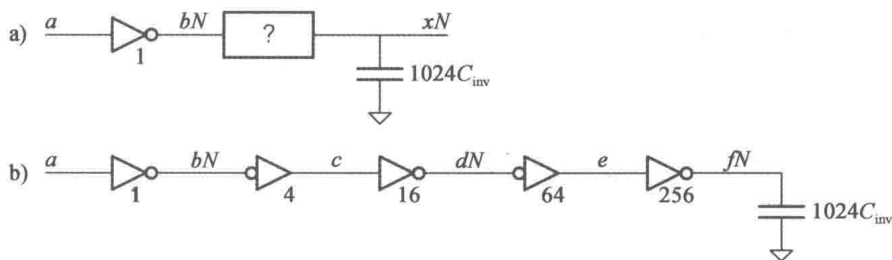 a) a bN ? xN
1
1024C_inv
b) a bN c dN e fN
1 4 16 64 256
1024C_inv